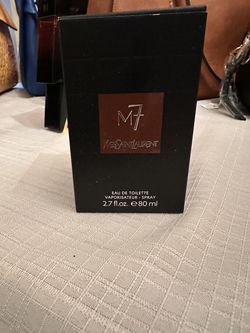 M7
YvesSaintLaurent
EAU DE TOILETTE
VAPORISATEUR - SPRAY
2.7 fl.oz. ℮ 80 ml